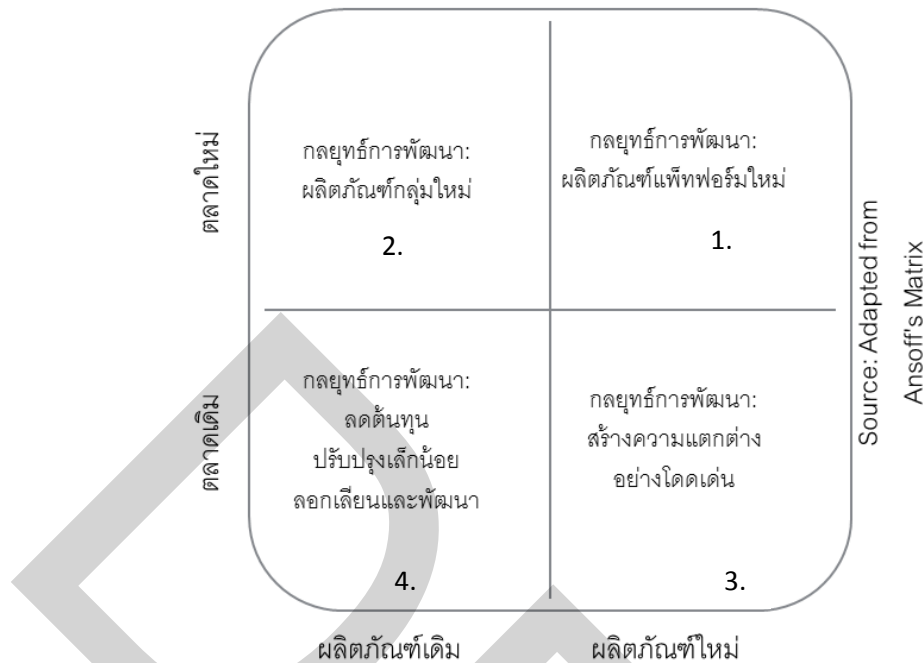 ตลาดใหม่
กลยุทธ์การพัฒนา:
ผลิตภัณฑ์กลุ่มใหม่
2.
กลยุทธ์การพัฒนา:
ผลิตภัณฑ์แพ็ทฟอร์มใหม่
1.
ตลาดเดิม
กลยุทธ์การพัฒนา:
ลดต้นทุน
ปรับปรุงเล็กน้อย
ลอกเลียนและพัฒนา
4.
กลยุทธ์การพัฒนา:
สร้างความแตกต่าง
อย่างโดดเด่น
3.
ผลิตภัณฑ์เดิม
ผลิตภัณฑ์ใหม่
Source: Adapted from
Ansoff's Matrix